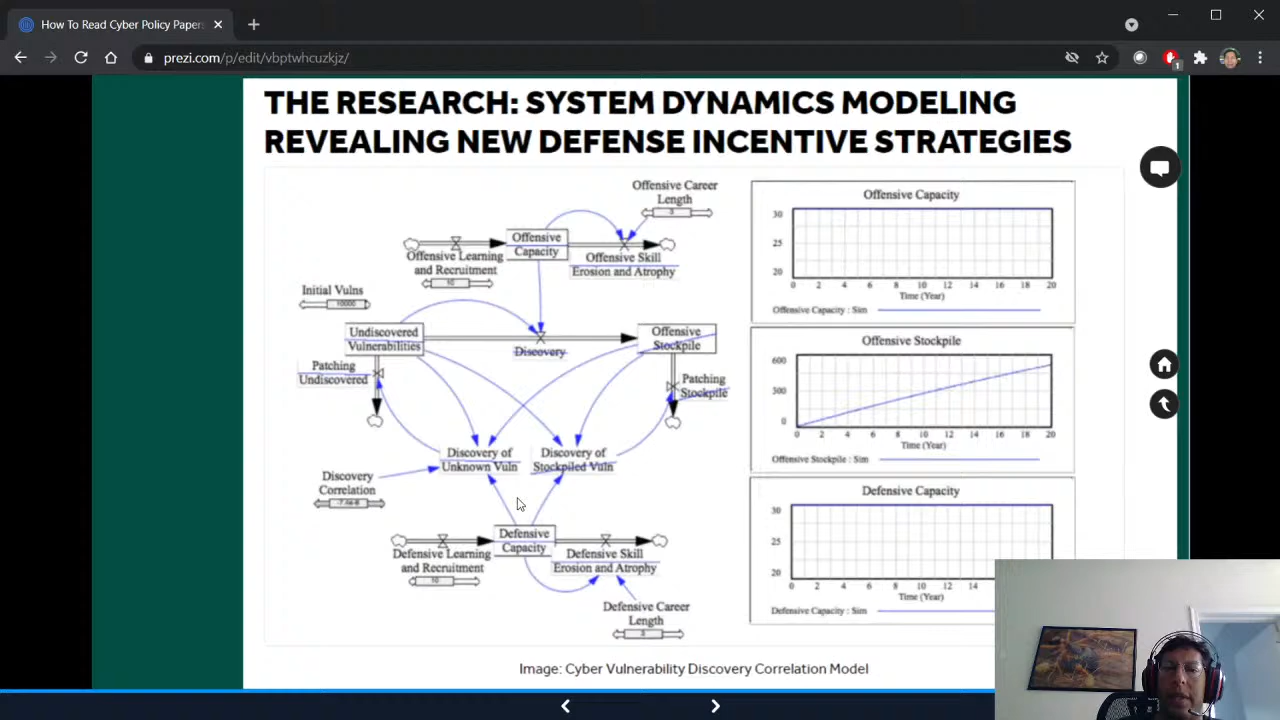 How To Read Cyber Policy Papers
prezi.com/p/edit/vbptwhcuzkjz/
1
THE RESEARCH: SYSTEM DYNAMICS MODELING
REVEALING NEW DEFENSE INCENTIVE STRATEGIES
Offensive Career
Length
3
Offensive
Capacity
Offensive Learning
and Recruitment
10
Offensive Skill
Erosion and Atrophy
Initial Vulns
10000
Undiscovered
Vulnerabilities
Discovery
Offensive
Stockpile
Patching
Undiscovered
Patching
Stockpile
Discovery of
Unknown Vuln
Discovery of
Stockpiled Vuln
Discovery
Correlation
Defensive
Capacity
Defensive Learning
and Recruitment
10
Defensive Skill
Erosion and Atrophy
Defensive Career
Length
3
Offensive Capacity
30
25
20
0 2 4 6 8 10 12 14 16 18 20
Time (Year)
Offensive Capacity : Sim
Offensive Stockpile
600
300
0
0 2 4 6 8 10 12 14 16 18 20
Time (Year)
Offensive Stockpile : Sim
Defensive Capacity
30
25
20
0 2 4 6 8 10 12 14
Time (Year)
Defensive Capacity : Sim
Image: Cyber Vulnerability Discovery Correlation Model